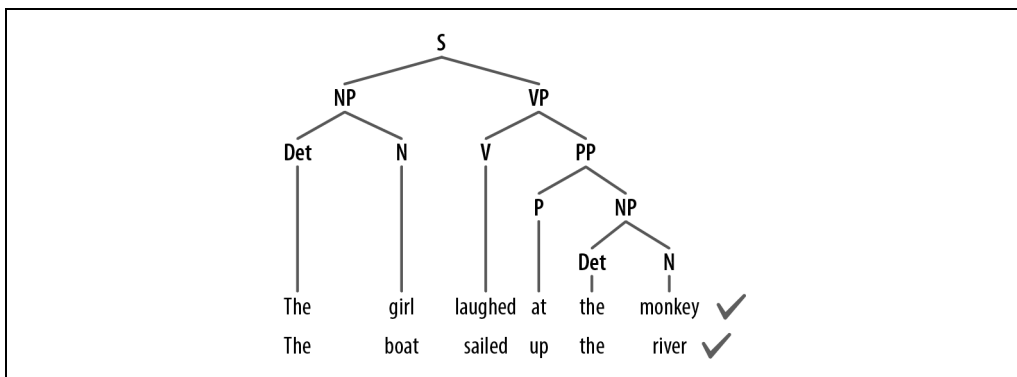 S
NP VP
Det N V PP
P NP
Det N
The girl laughed at the monkey
The boat sailed up the river